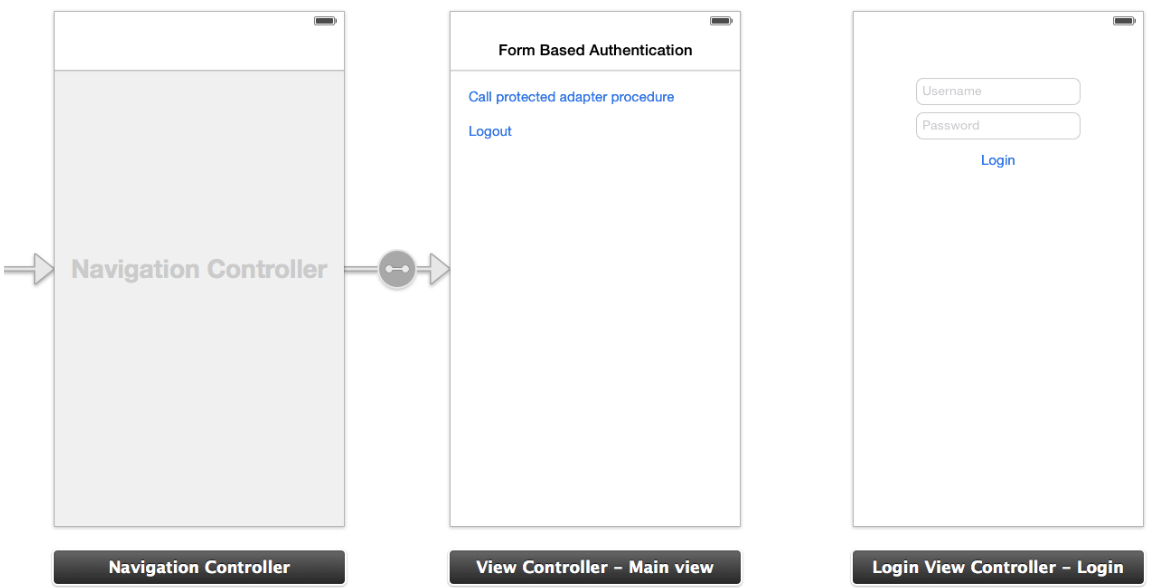 Navigation Controller
Navigation Controller
Form Based Authentication
Call protected adapter procedure
Logout
View Controller – Main view
Username
Password
Login
Login View Controller – Login